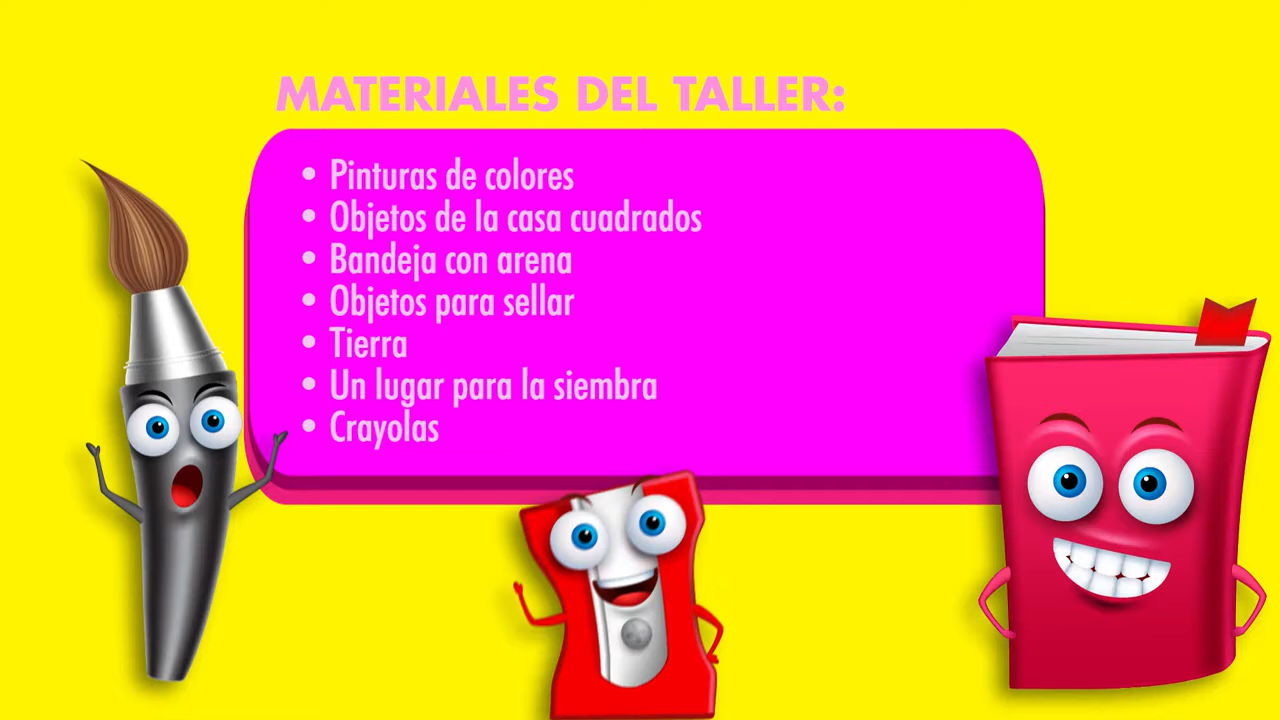 MATERIALES DEL TALLER:
• Pinturas de colores
• Objetos de la casa cuadrados
• Bandeja con arena
• Objetos para sellar
• Tierra
• Un lugar para la siembra
• Crayolas